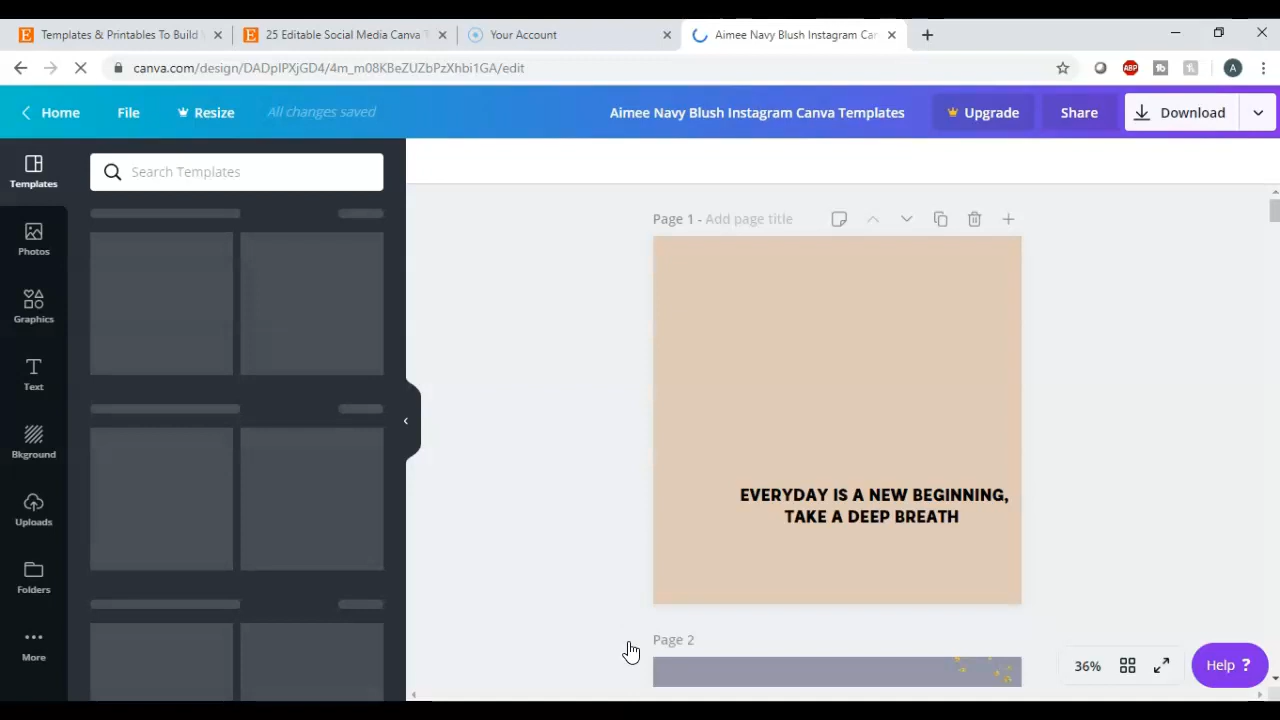 Templates & Printables To Build
25 Editable Social Media Canva
Your Account
Aimee Navy Blush Instagram Can
canva.com/design/DADpIPXjGD4/4m_m08KBeZUZbPzXhbi1GA/edit
ABP
A
Home
File
Resize
All changes saved
Aimee Navy Blush Instagram Canva Templates
Upgrade
Share
Download
Templates
Search Templates
Photos
Graphics
Text
Bkground
Uploads
Folders
More
Page 1 - Add page title
EVERYDAY IS A NEW BEGINNING,
TAKE A DEEP BREATH
Page 2
36%
Help ?